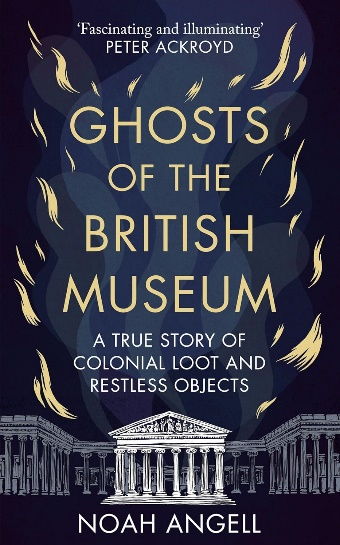 ‘Fascinating and illuminating’
PETER ACKROYD
GHOSTS
OF THE
BRITISH
MUSEUM
A TRUE STORY OF
COLONIAL LOOT AND
RESTLESS OBJECTS
NOAH ANGELL